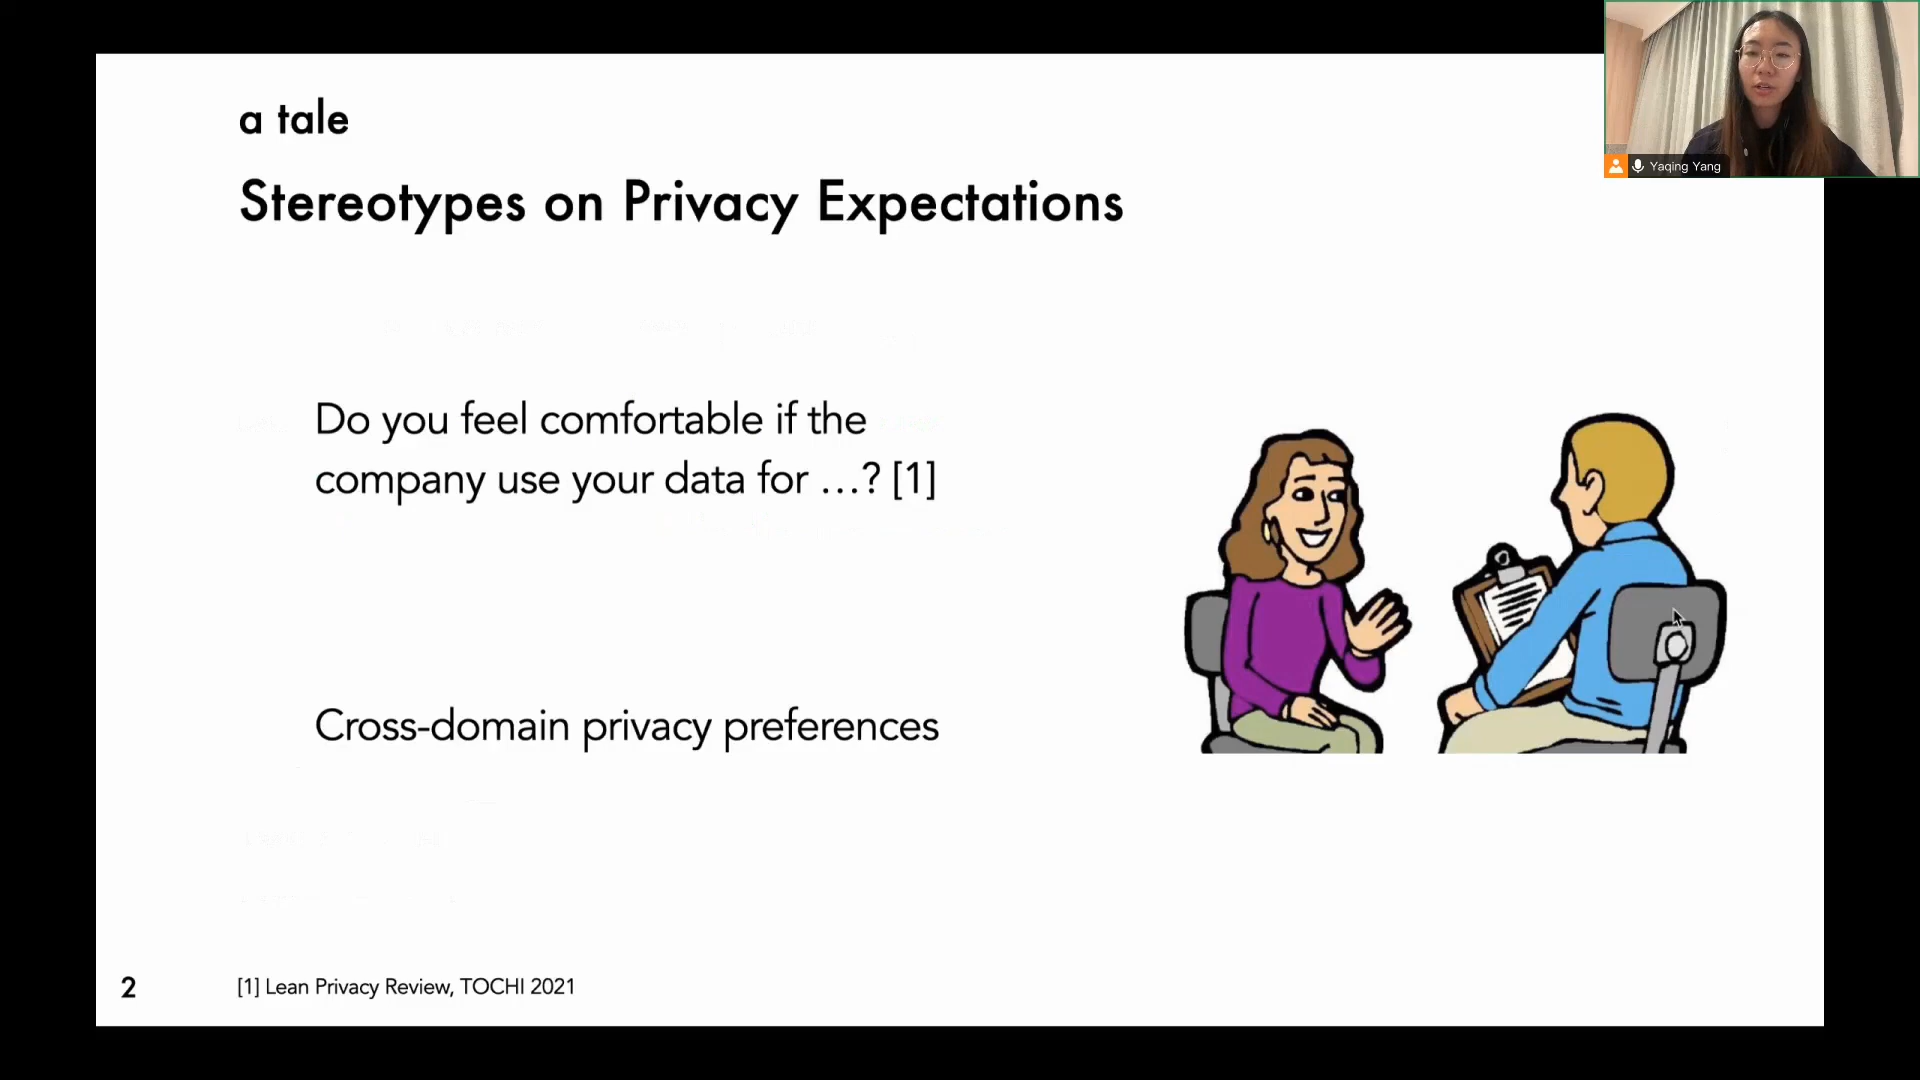 a tale
Stereotypes on Privacy Expectations
Do you feel comfortable if the
company use your data for ...? [1]
Cross-domain privacy preferences
2
[1] Lean Privacy Review, TOCHI 2021
Yaqing Yang